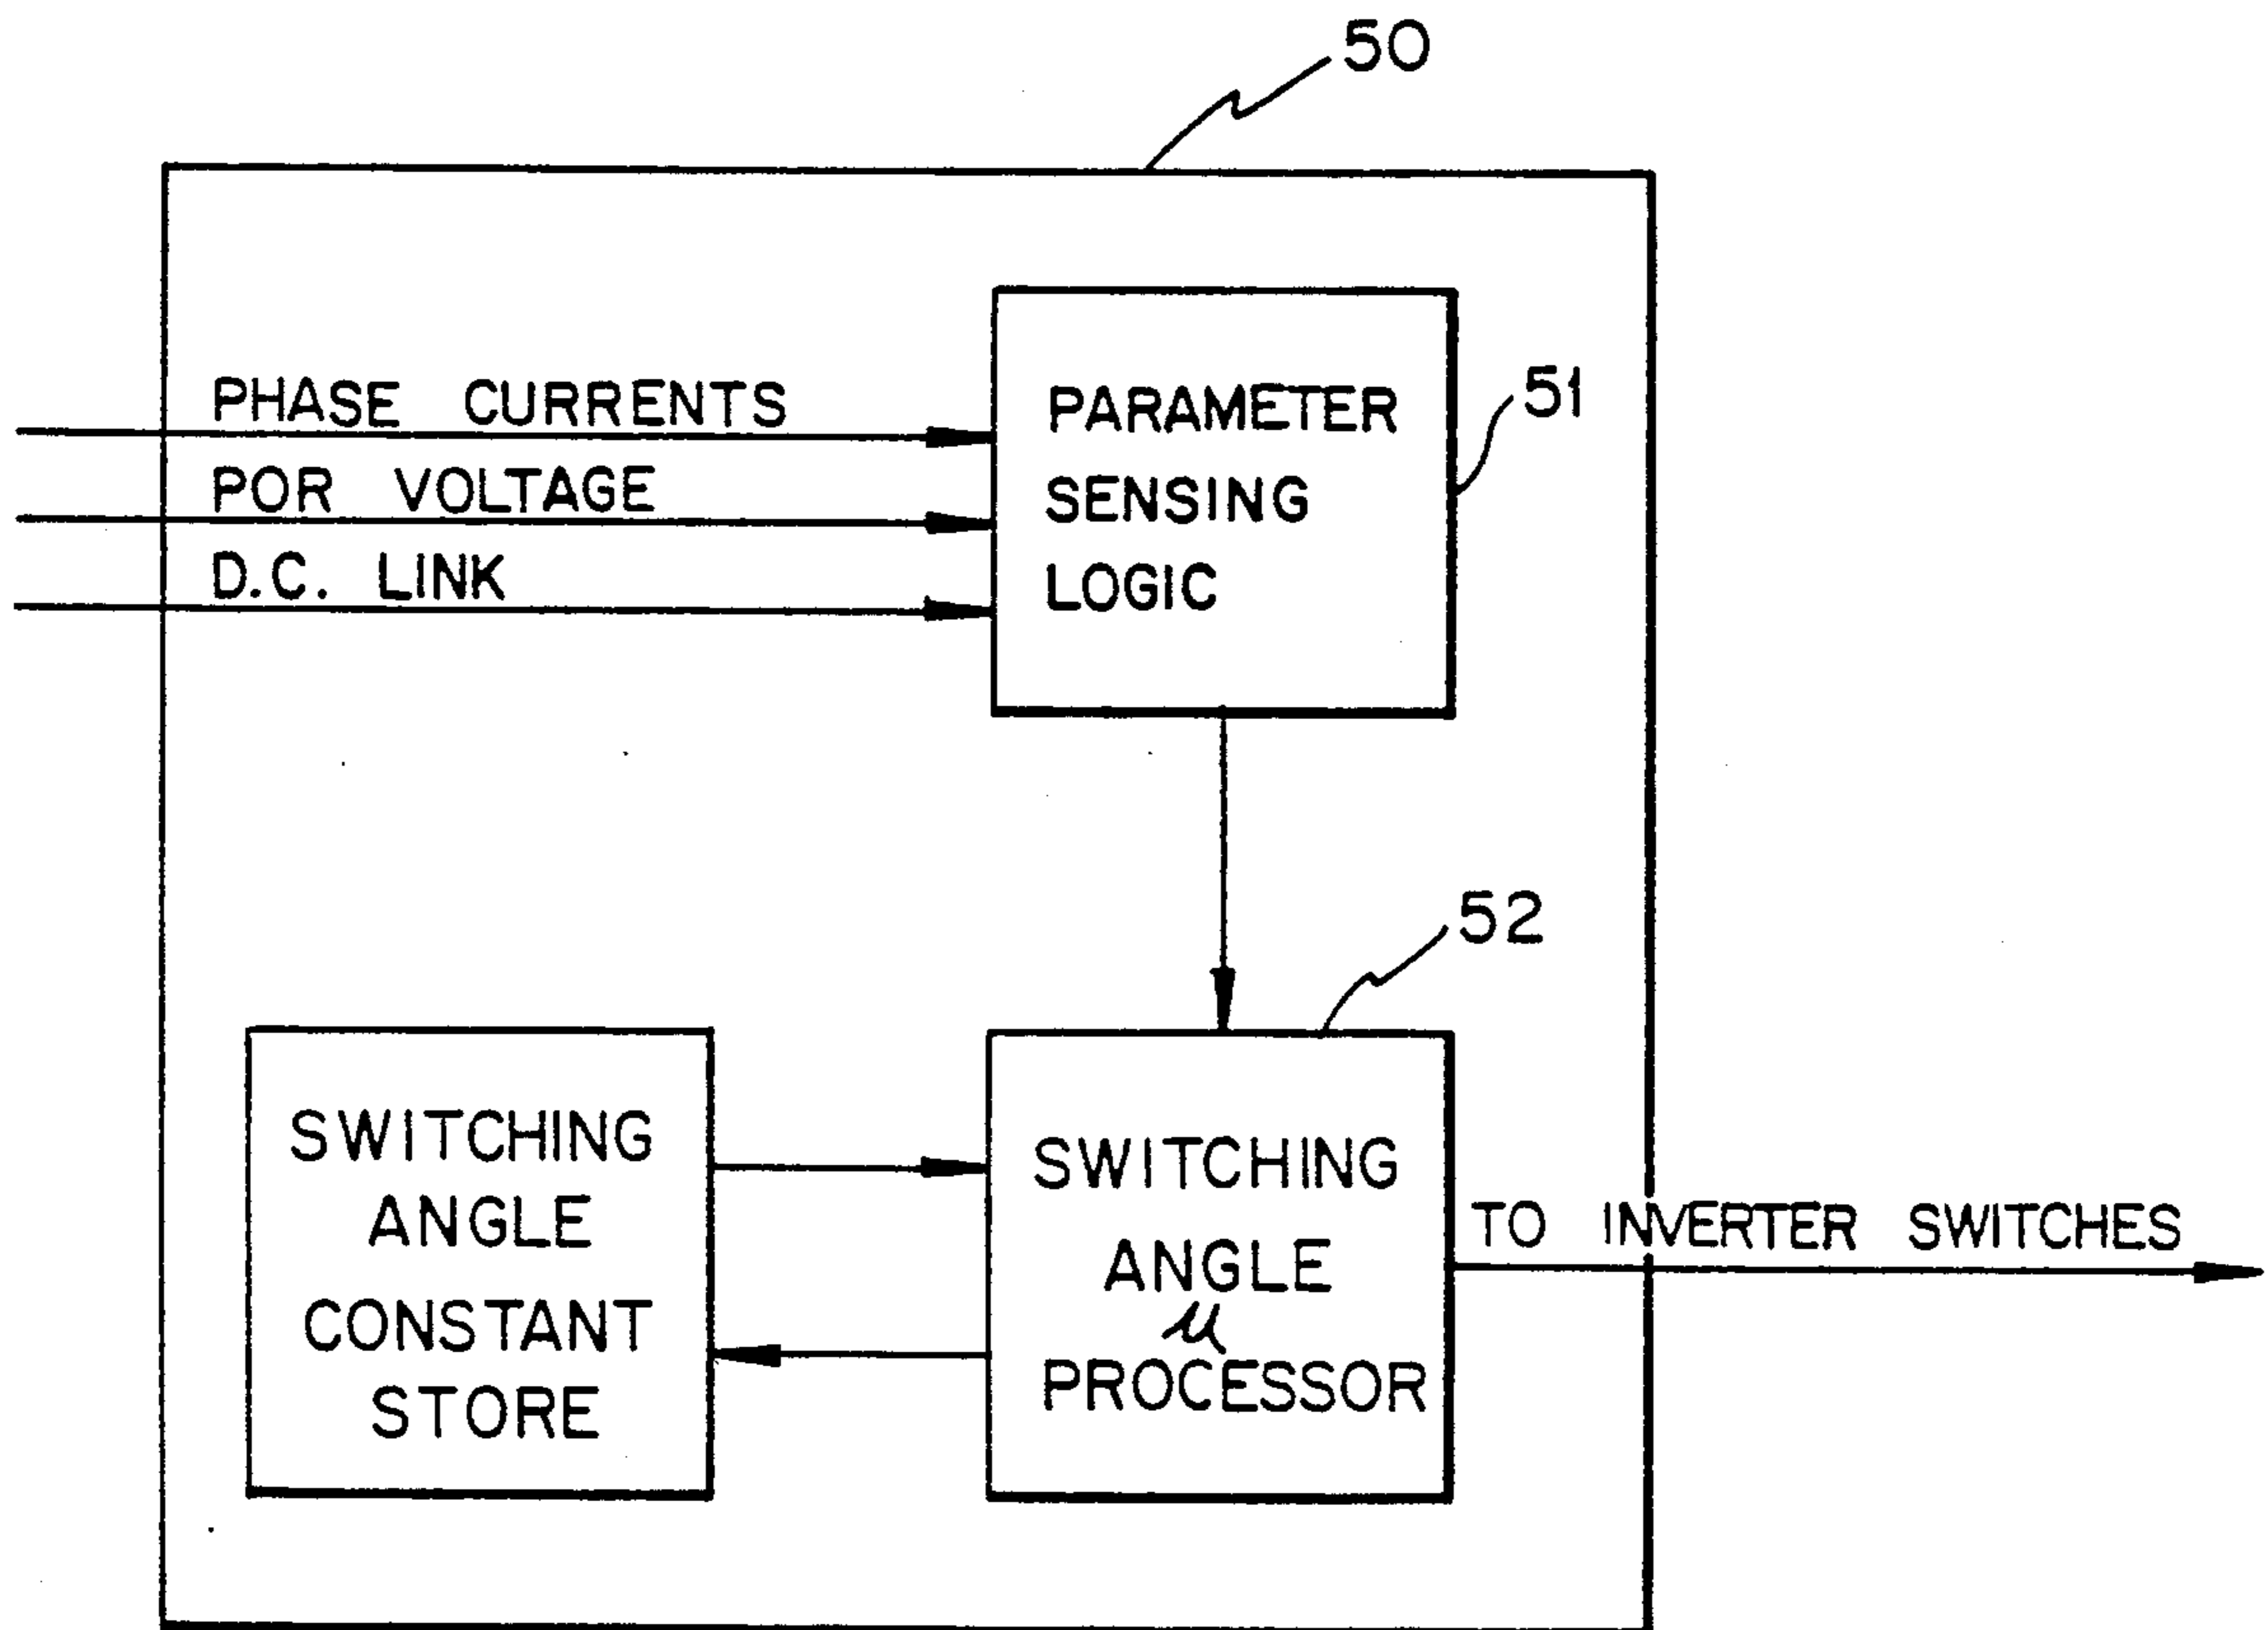 50
PHASE CURRENTS
POR VOLTAGE
D.C. LINK
PARAMETER
SENSING
LOGIC
51
52
SWITCHING
ANGLE
CONSTANT
STORE
SWITCHING
ANGLE
μ
PROCESSOR
TO INVERTER SWITCHES